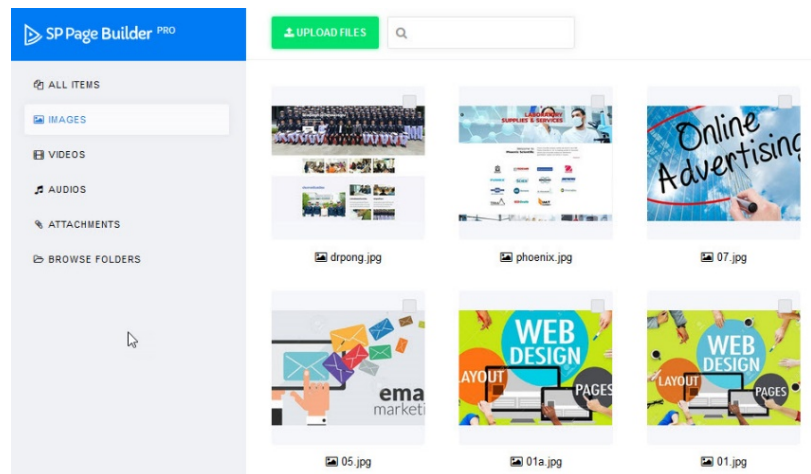 SP Page Builder PRO
UPLOAD FILES
ALL ITEMS
IMAGES
VIDEOS
AUDIOS
ATTACHMENTS
BROWSE FOLDERS
LABORATORY
SUPPLIES & SERVICES
Online
Advertising
drpong.jpg
phoenix.jpg
07.jpg
ema
marketi
WEB
DESIGN
AYOUT
PAGES
WEB
DESIGN
LAYOUT
PAGES
05.jpg
01a.jpg
01.jpg